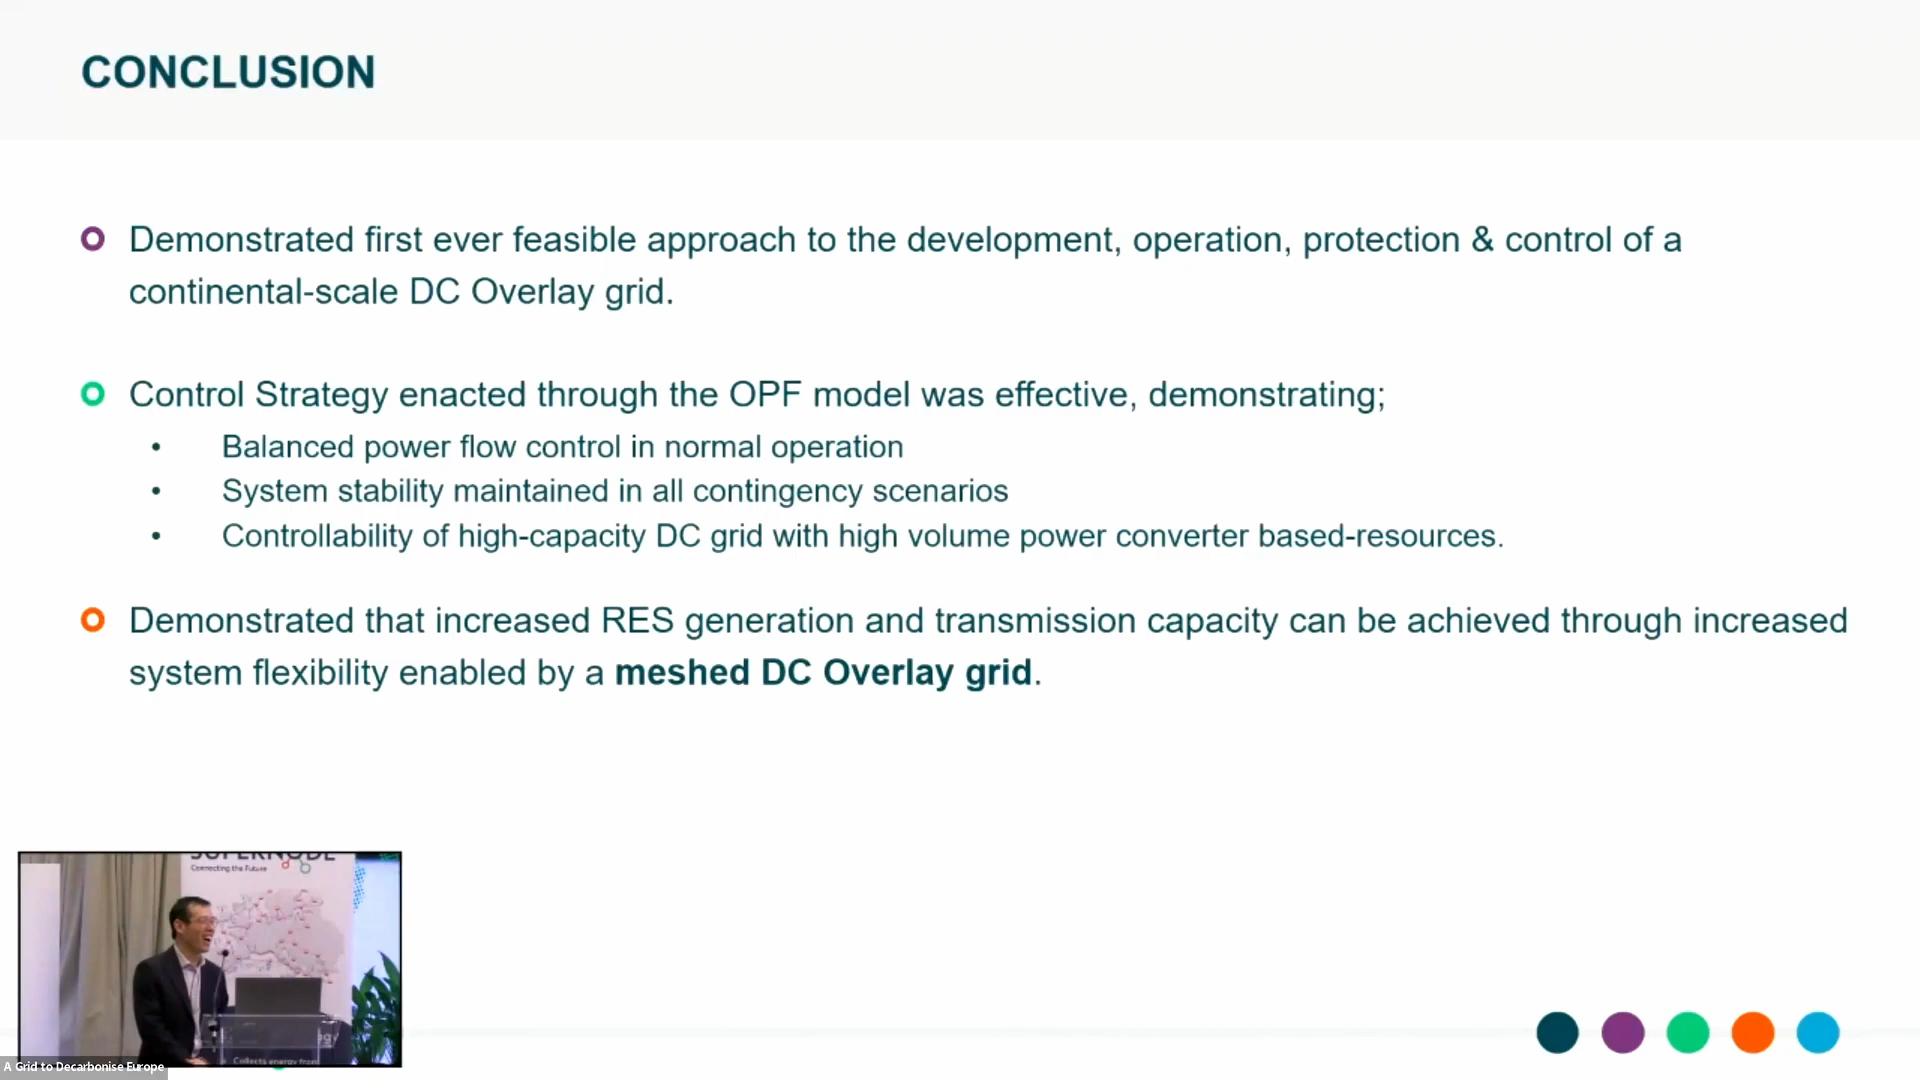 CONCLUSION
Demonstrated first ever feasible approach to the development, operation, protection & control of a
continental-scale DC Overlay grid.
Control Strategy enacted through the OPF model was effective, demonstrating;
• Balanced power flow control in normal operation
• System stability maintained in all contingency scenarios
• Controllability of high-capacity DC grid with high volume power converter based-resources.
Demonstrated that increased RES generation and transmission capacity can be achieved through increased
system flexibility enabled by a meshed DC Overlay grid.
SUPERNODE
Connecting the Future
Collects energy from
A Grid to Decarbonise Europe